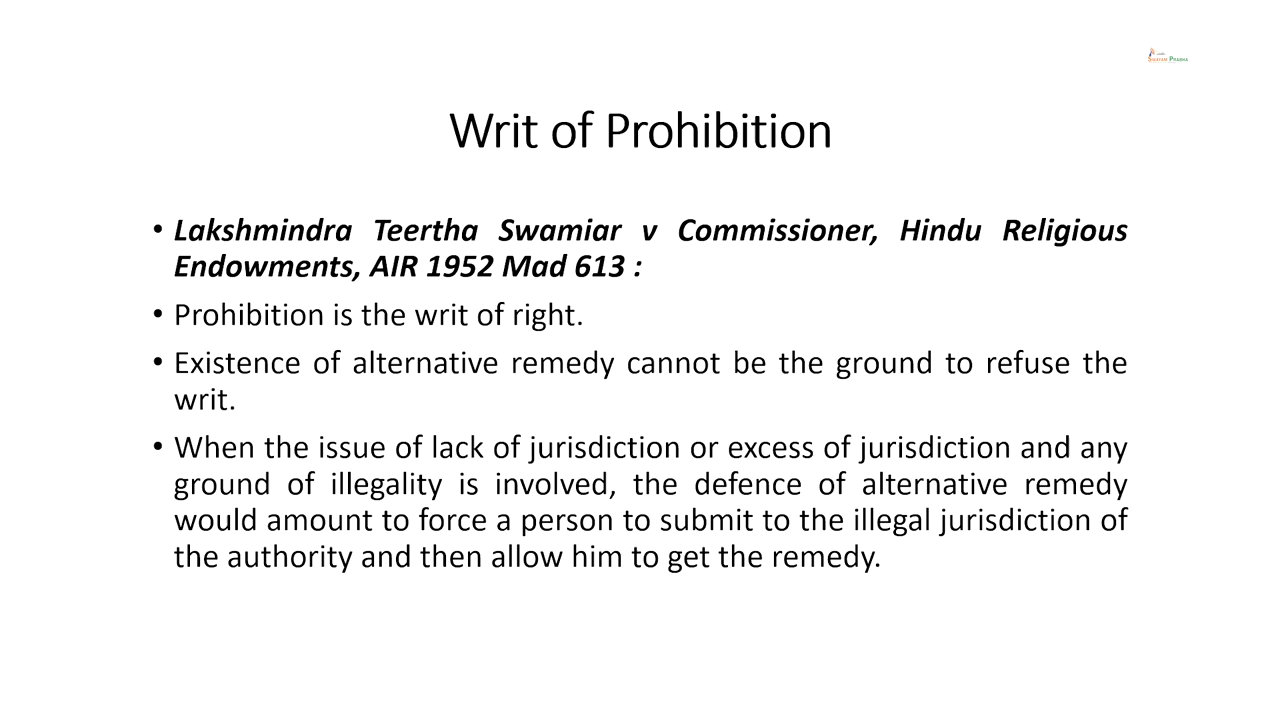 Swayam Prabha
Writ of Prohibition
• Lakshmindra Teertha Swamiar v Commissioner, Hindu Religious
Endowments, AIR 1952 Mad 613 :
• Prohibition is the writ of right.
• Existence of alternative remedy cannot be the ground to refuse the
writ.
• When the issue of lack of jurisdiction or excess of jurisdiction and any
ground of illegality is involved, the defence of alternative remedy
would amount to force a person to submit to the illegal jurisdiction of
the authority and then allow him to get the remedy.